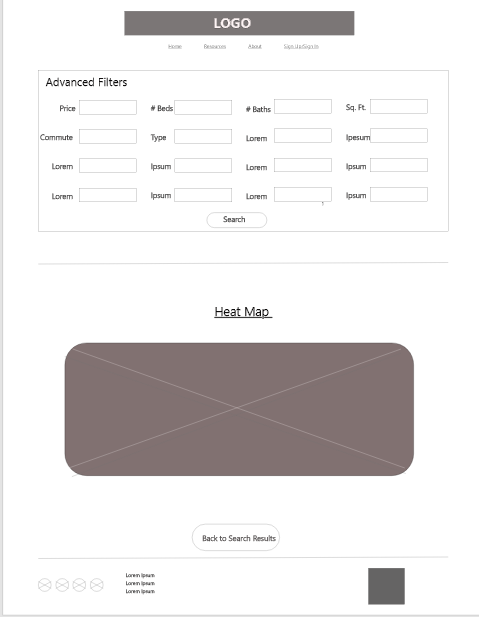 LOGO
Home Resources About Sign Up/Sign In
Advanced Filters
Price # Beds # Baths Sq. Ft.
Commute Type Lorem Ipesum
Lorem Ipsum Lorem Ipsum
Lorem Ipsum Lorem Ipsum
Search
Heat Map
Back to Search Results
Lorem Ipsum
Lorem Ipsum
Lorem Ipsum